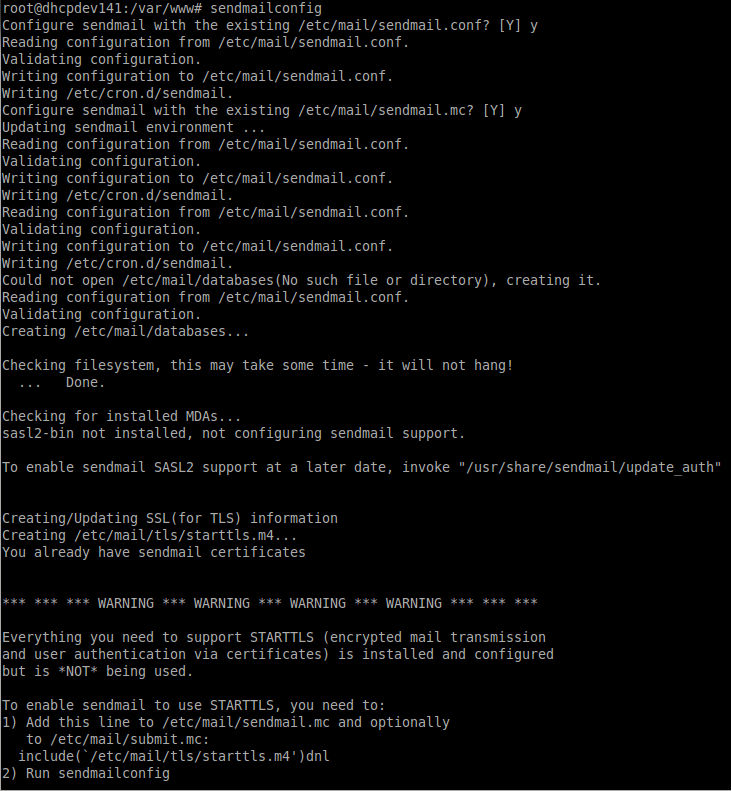 root@dhcpdev141:/var/www# sendmailconfig
Configure sendmail with the existing /etc/mail/sendmail.conf? [Y] y
Reading configuration from /etc/mail/sendmail.conf.
Validating configuration.
Writing configuration to /etc/mail/sendmail.conf.
Writing /etc/cron.d/sendmail.
Configure sendmail with the existing /etc/mail/sendmail.mc? [Y] y
Updating sendmail environment ...
Reading configuration from /etc/mail/sendmail.conf.
Validating configuration.
Writing configuration to /etc/mail/sendmail.conf.
Writing /etc/cron.d/sendmail.
Reading configuration from /etc/mail/sendmail.conf.
Validating configuration.
Writing configuration to /etc/mail/sendmail.conf.
Writing /etc/cron.d/sendmail.
Could not open /etc/mail/databases(No such file or directory), creating it.
Reading configuration from /etc/mail/sendmail.conf.
Validating configuration.
Creating /etc/mail/databases...

Checking filesystem, this may take some time - it will not hang!
  ...   Done.

Checking for installed MDAs...
sasl2-bin not installed, not configuring sendmail support.

To enable sendmail SASL2 support at a later date, invoke "/usr/share/sendmail/update_auth"


Creating/Updating SSL(for TLS) information
Creating /etc/mail/tls/starttls.m4...
You already have sendmail certificates


*** *** *** WARNING *** WARNING *** WARNING *** WARNING *** *** ***

Everything you need to support STARTTLS (encrypted mail transmission
and user authentication via certificates) is installed and configured
but is *NOT* being used.

To enable sendmail to use STARTTLS, you need to:
1) Add this line to /etc/mail/sendmail.mc and optionally
   to /etc/mail/submit.mc:
  include(`/etc/mail/tls/starttls.m4')dnl
2) Run sendmailconfig